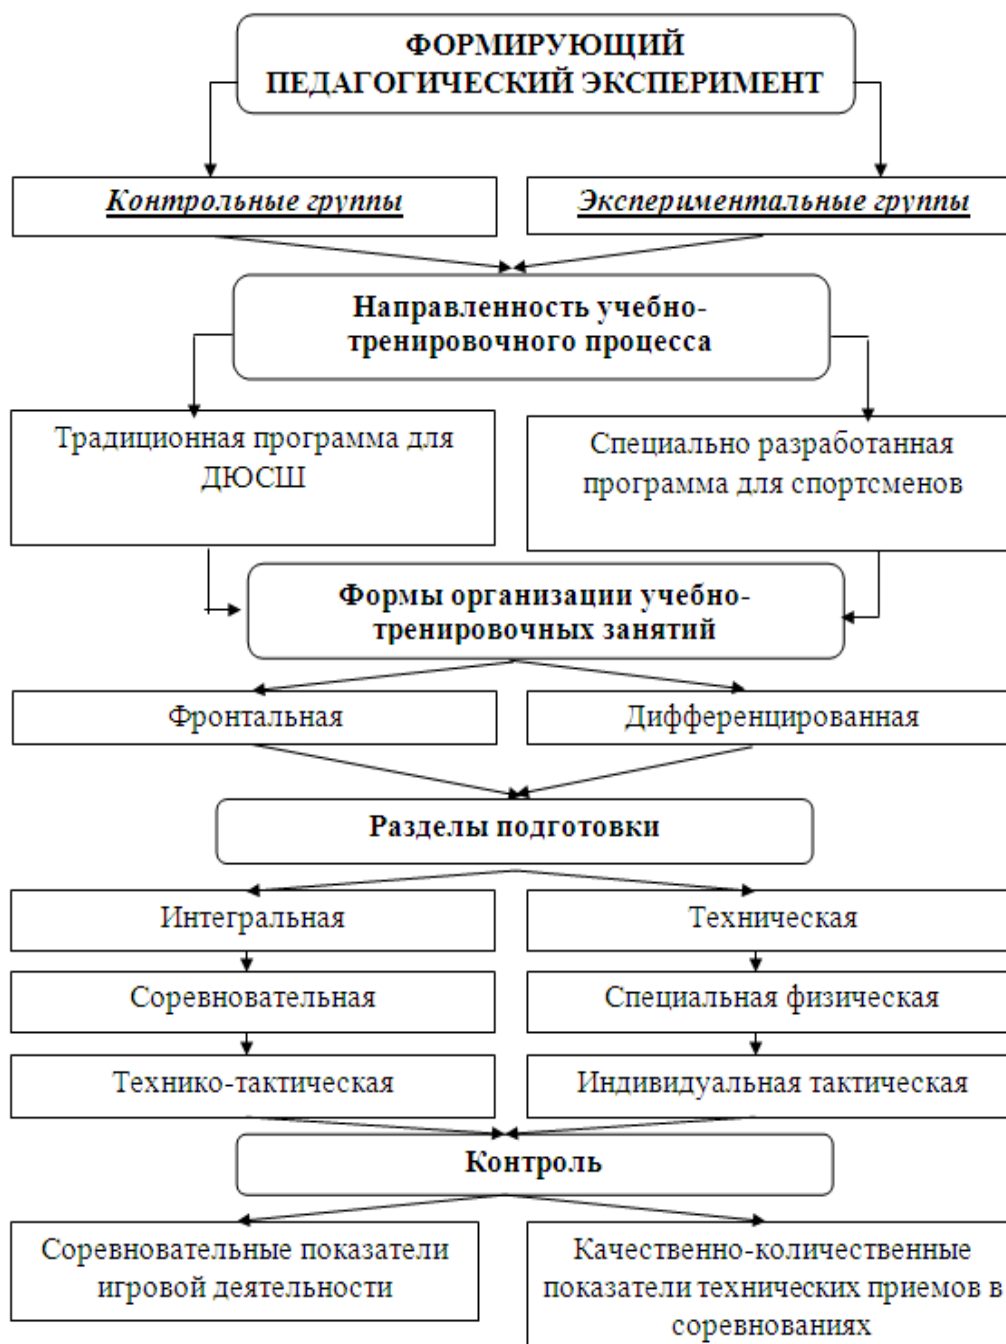 ФОРМИРУЮЩИЙ
ПЕДАГОГИЧЕСКИЙ ЭКСПЕРИМЕНТ
Контрольные группы
Экспериментальные группы
Направленность учебно-
тренировочного процесса
Традиционная программа для
ДЮСШ
Специально разработанная
программа для спортсменов
Формы организации учебно-
тренировочных занятий
Фронтальная
Дифференцированная
Разделы подготовки
Интегральная
Техническая
Соревновательная
Специальная физическая
Технико-тактическая
Индивидуальная тактическая
Контроль
Соревновательные показатели
игровой деятельности
Качественно-количественные
показатели технических приемов в
соревнованиях